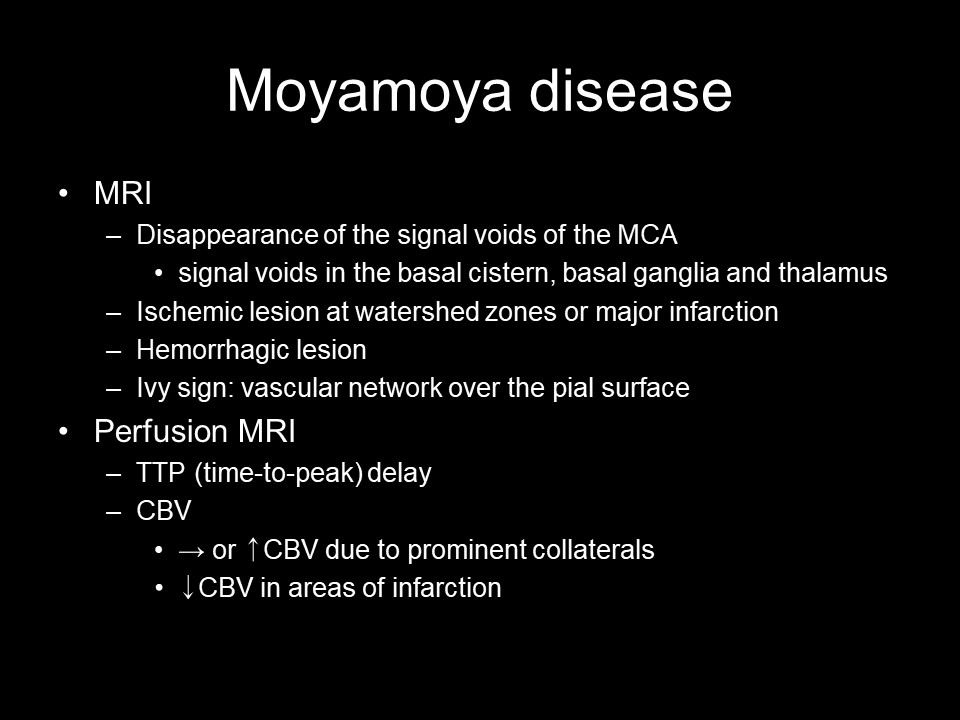 Moyamoya disease
• MRI
– Disappearance of the signal voids of the MCA
• signal voids in the basal cistern, basal ganglia and thalamus
– Ischemic lesion at watershed zones or major infarction
– Hemorrhagic lesion
– Ivy sign: vascular network over the pial surface
• Perfusion MRI
– TTP (time-to-peak) delay
– CBV
• → or ↑CBV due to prominent collaterals
• ↓CBV in areas of infarction